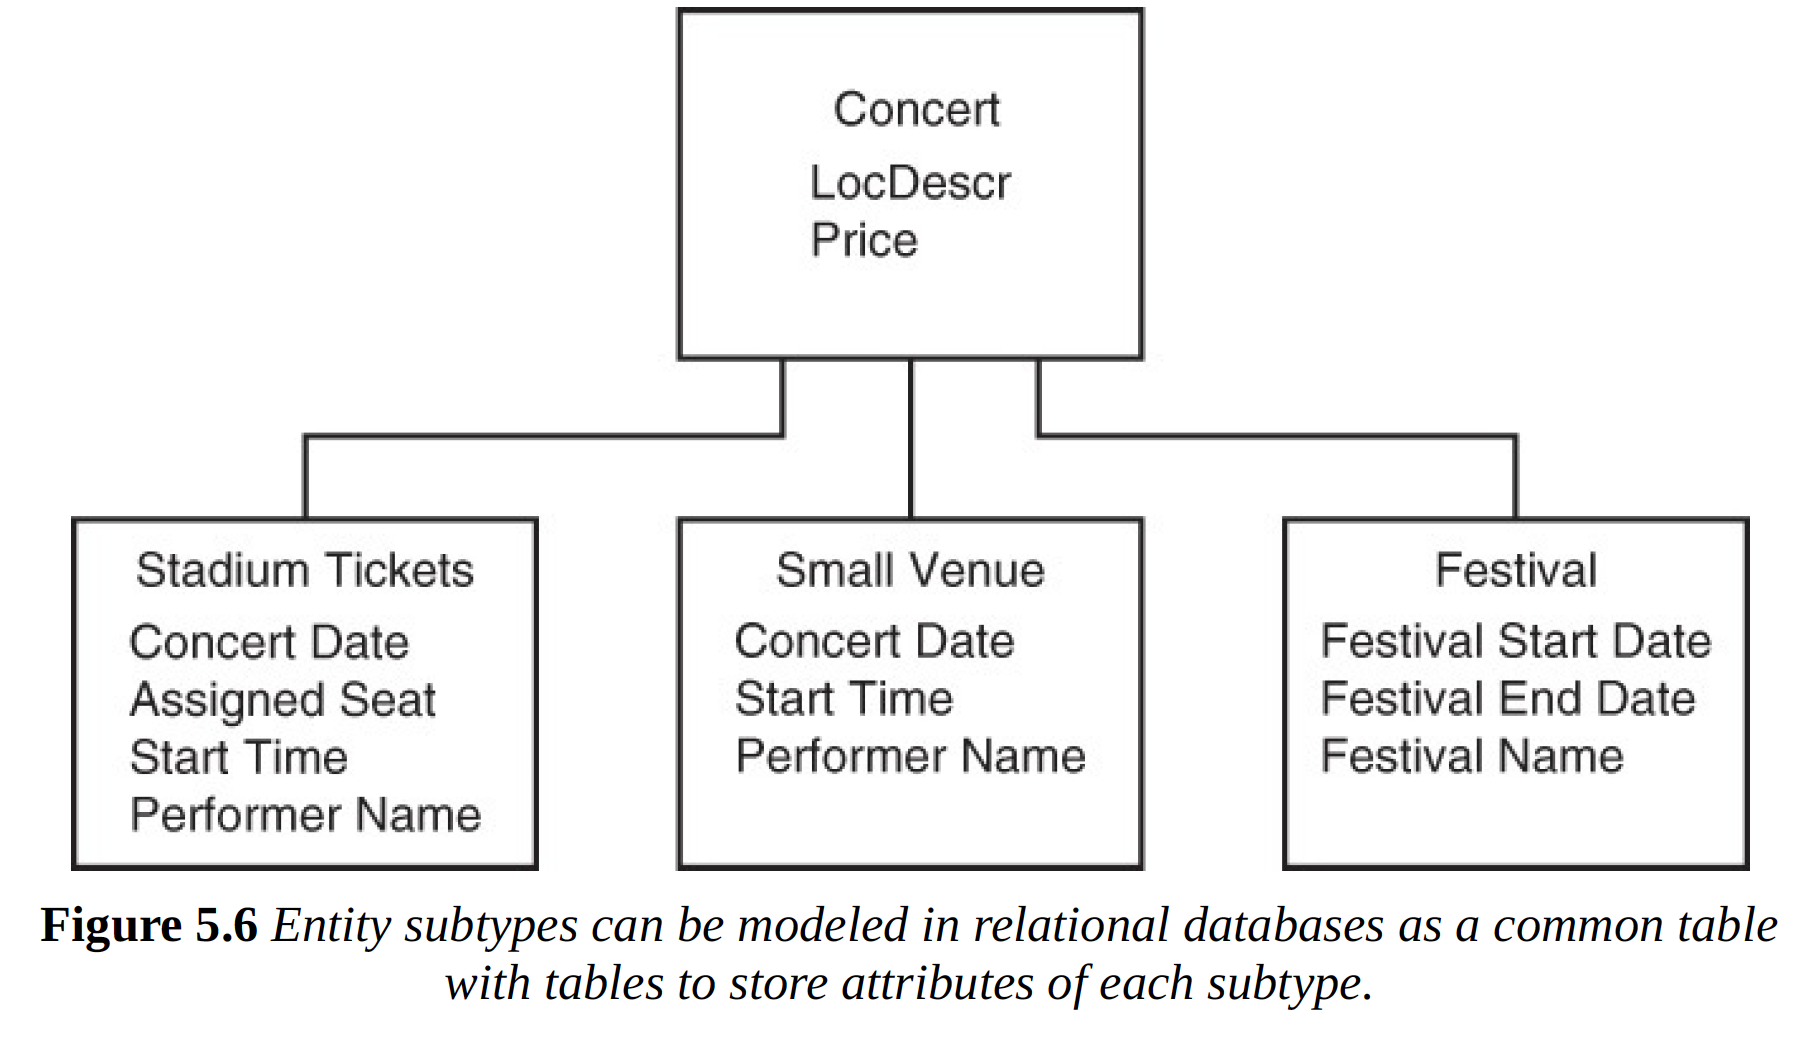 Concert
LocDescr
Price
Stadium Tickets
Concert Date
Assigned Seat
Start Time
Performer Name
Small Venue
Concert Date
Start Time
Performer Name
Festival
Festival Start Date
Festival End Date
Festival Name
Figure 5.6 Entity subtypes can be modeled in relational databases as a common table
with tables to store attributes of each subtype.